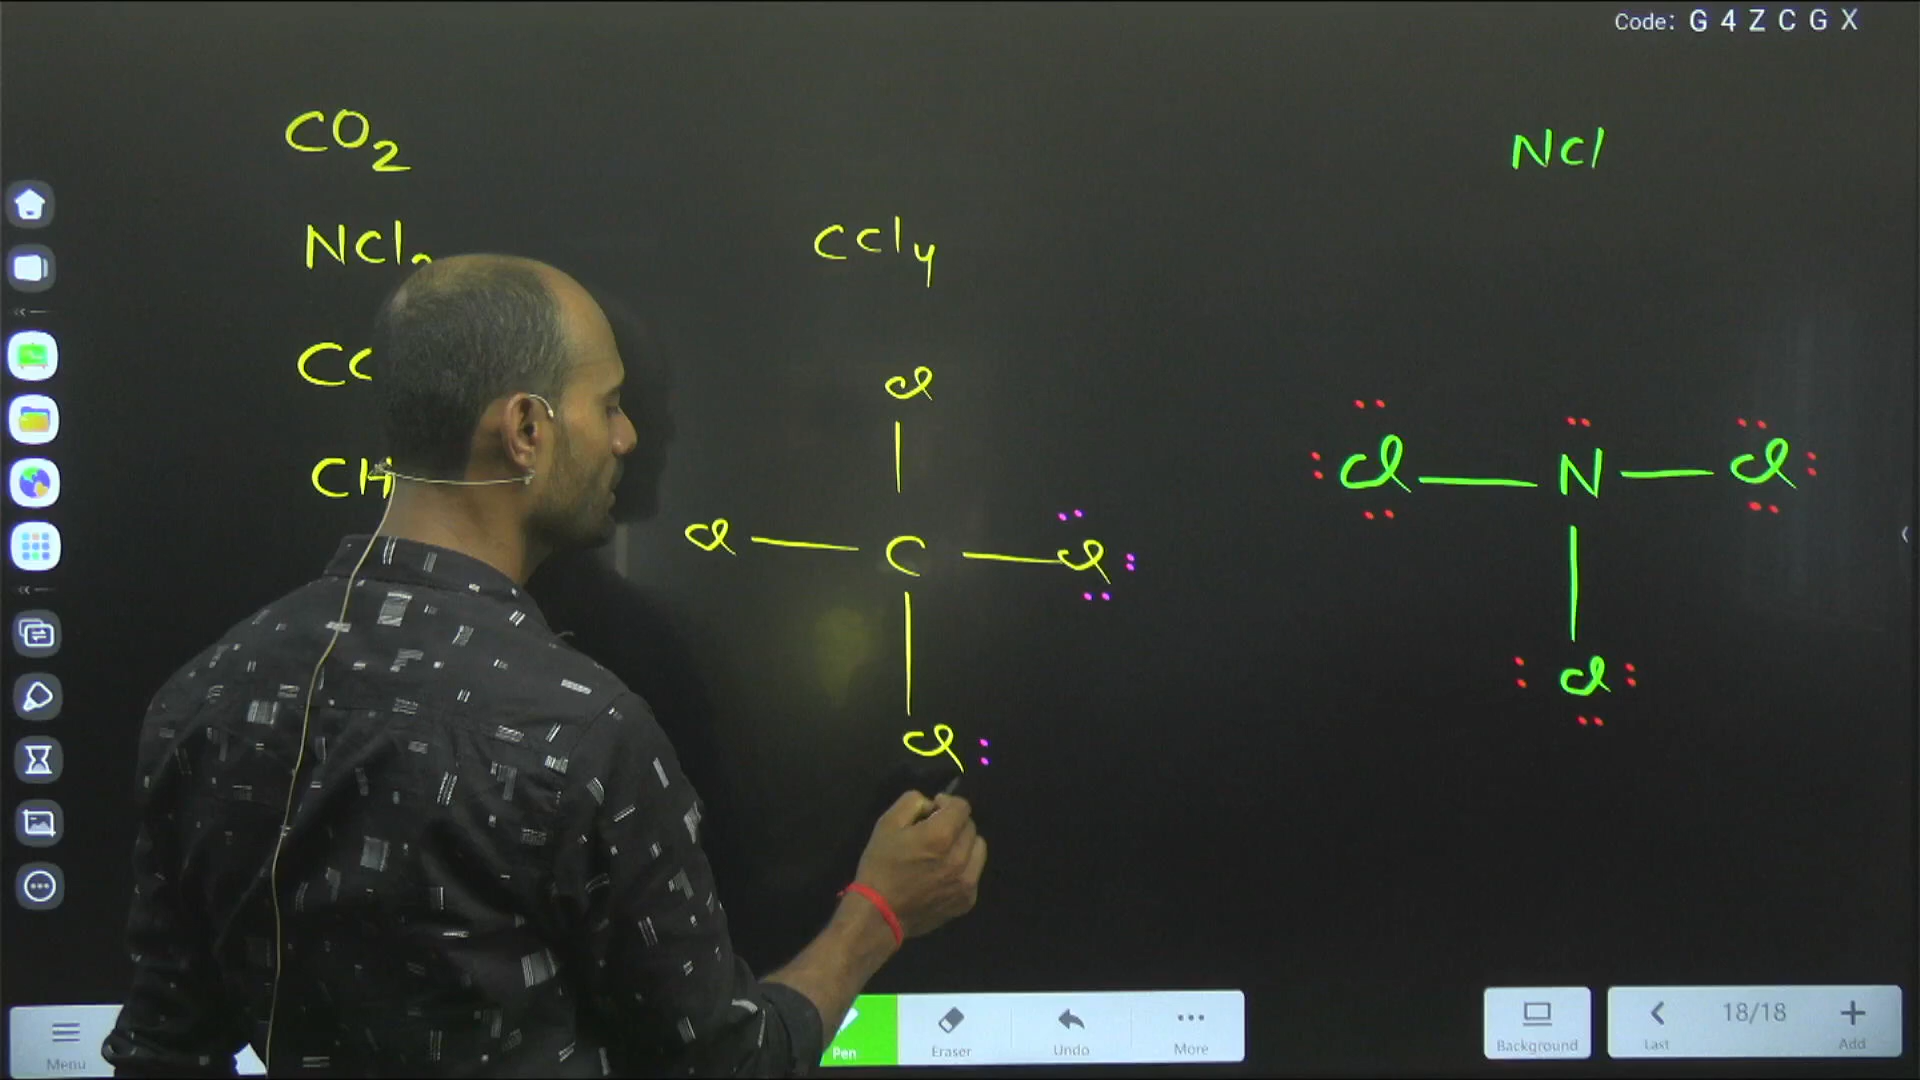 Code: G 4 Z C G X
CO2
NCl
CCl4
NCl
Cl
Cl N Cl
Cl C Cl
Cl
Cl
Menu
Pen
Eraser
Undo
More
Background
18/18
Last
Add